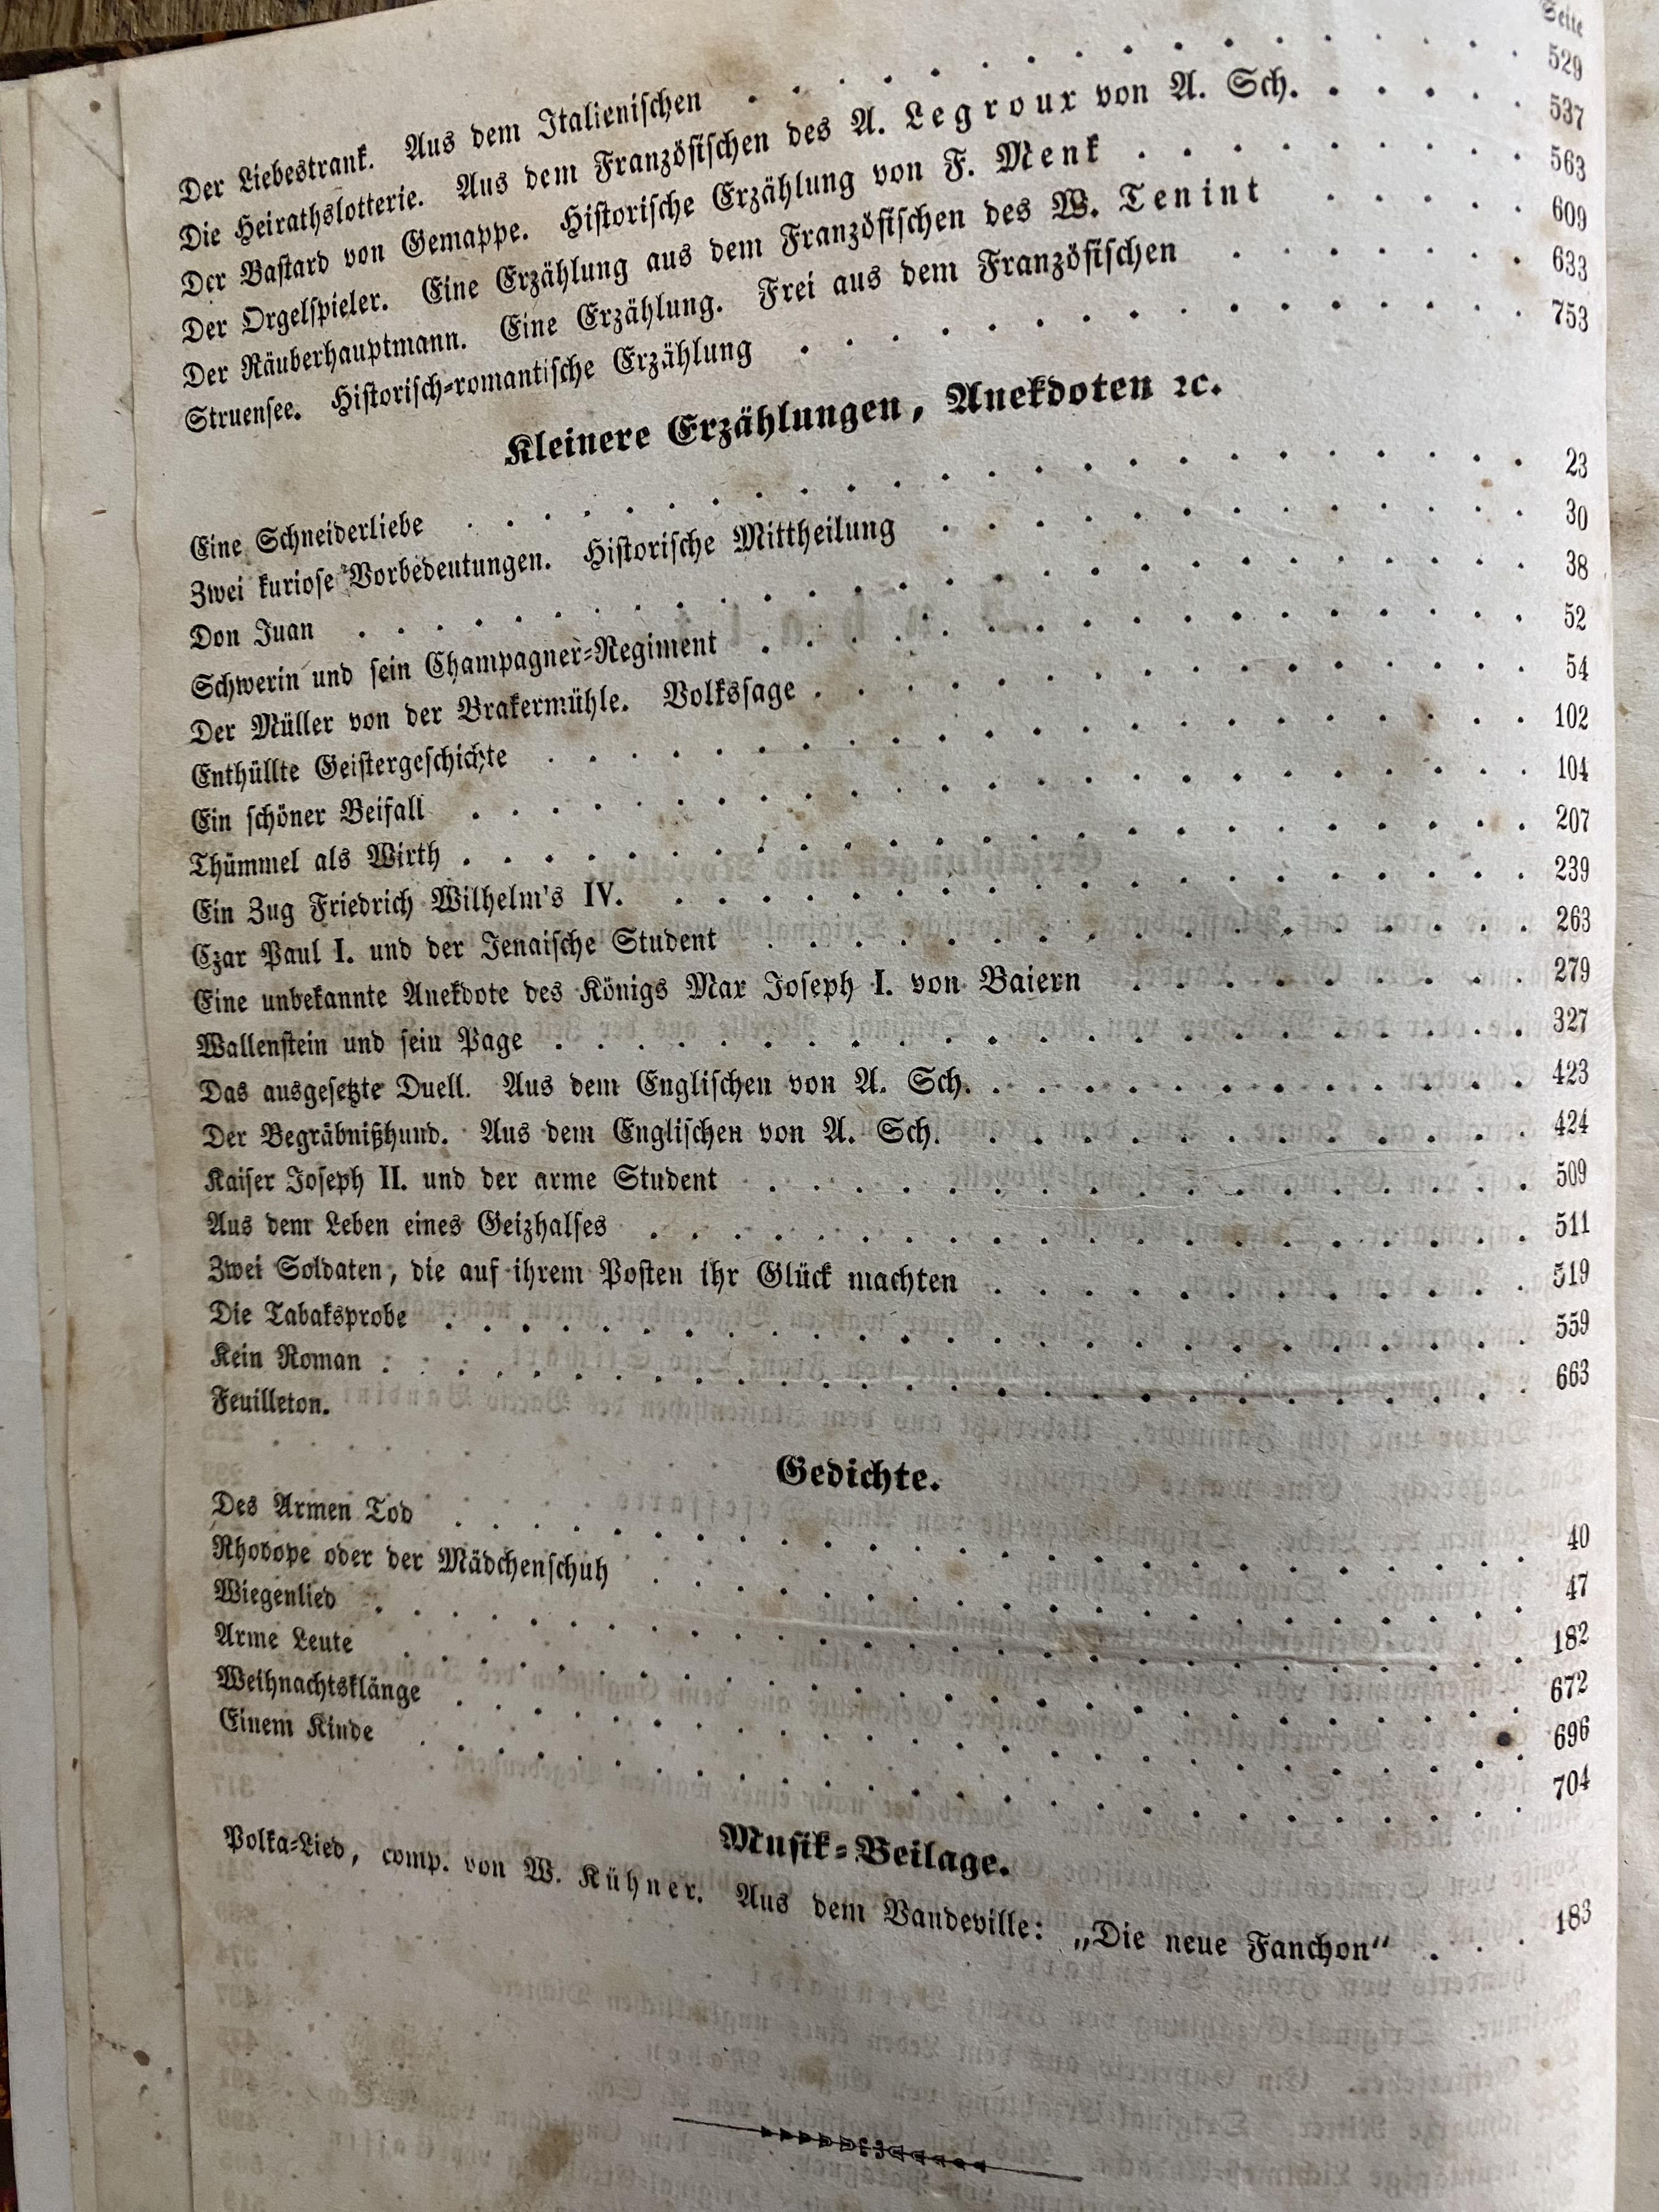 Seite
Der Liebestrank. Aus dem Italienischen . . . . . 529
Die Heirathslotterie. Aus dem Französischen des A. Legroux von A. Sch. . . . . . 537
Der Bastard von Gemappe. Historische Erzählung von F. Menk . . . . . 563
Der Orgelspieler. Eine Erzählung aus dem Französischen des W. Tenint . . . . . 609
Der Räuberhauptmann. Eine Erzählung. Frei aus dem Französischen . . . . . 633
Struensee. Historisch-romantische Erzählung . . . . . 753
Kleinere Erzählungen, Anekdoten ꝛc.
Eine Schneiderliebe . . . . . 23
Zwei kuriose Vorbedeutungen. Historische Mittheilung . . . . . 30
Don Juan . . . . . 38
Schwerin und sein Champagner-Regiment . . . . . 52
Der Müller von der Brakermühle. Volkssage . . . . . 54
Enthüllte Geistergeschichte . . . . . 102
Ein schöner Beifall . . . . . 104
Thümmel als Wirth . . . . . 207
Ein Zug Friedrich Wilhelm's IV. . . . . . 239
Czar Paul I. und der Jenaische Student . . . . . 263
Eine unbekannte Anekdote des Königs Max Joseph I. von Baiern . . . . . 279
Wallenstein und sein Page . . . . . 327
Das ausgesetzte Duell. Aus dem Englischen von A. Sch. . . . . . 423
Der Begräbnißhund. Aus dem Englischen von A. Sch. . . . . . 424
Kaiser Joseph II. und der arme Student . . . . . 509
Aus dem Leben eines Geizhalses . . . . . 511
Zwei Soldaten, die auf ihrem Posten ihr Glück machten . . . . . 519
Die Tabaksprobe . . . . . 559
Kein Roman . . . . . 663
Feuilleton.
Gedichte.
Des Armen Tod . . . . . 40
Rhodope oder der Mädchenschuh . . . . . 47
Wiegenlied . . . . . 182
Arme Leute . . . . . 672
Weihnachtsklänge . . . . . 696
Einem Kinde . . . . . 704
Musik-Beilage.
Polka-Lied, comp. von W. Kühner. Aus dem Vaudeville: „Die neue Fanchon“ . . . 183